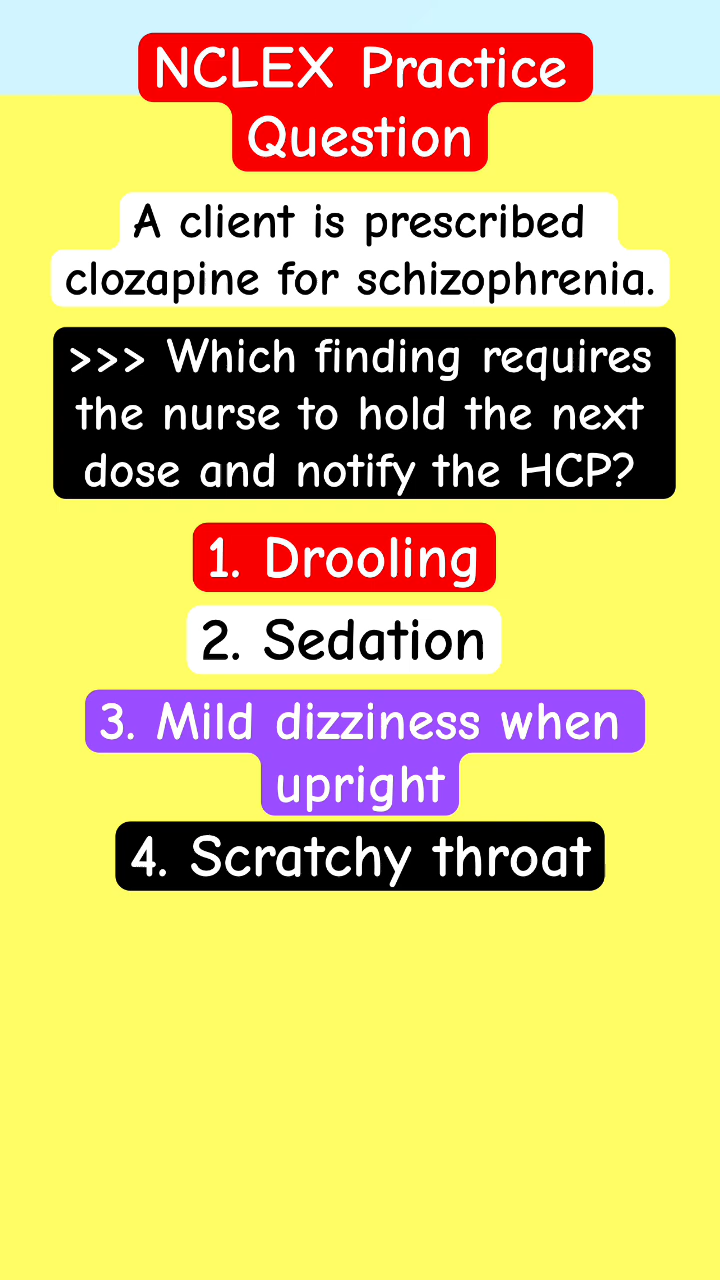 NCLEX Practice
Question
A client is prescribed
clozapine for schizophrenia.
>>> Which finding requires
the nurse to hold the next
dose and notify the HCP?
1. Drooling
2. Sedation
3. Mild dizziness when
upright
4. Scratchy throat